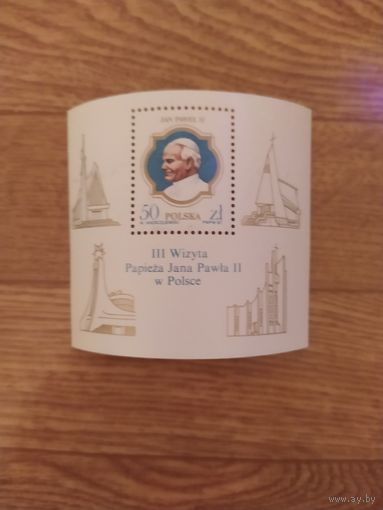 JAN PAWEŁ II
50 POLSKA zł
III Wizyta
Papieża Jana Pawła II
w Polsce
www.ay.by